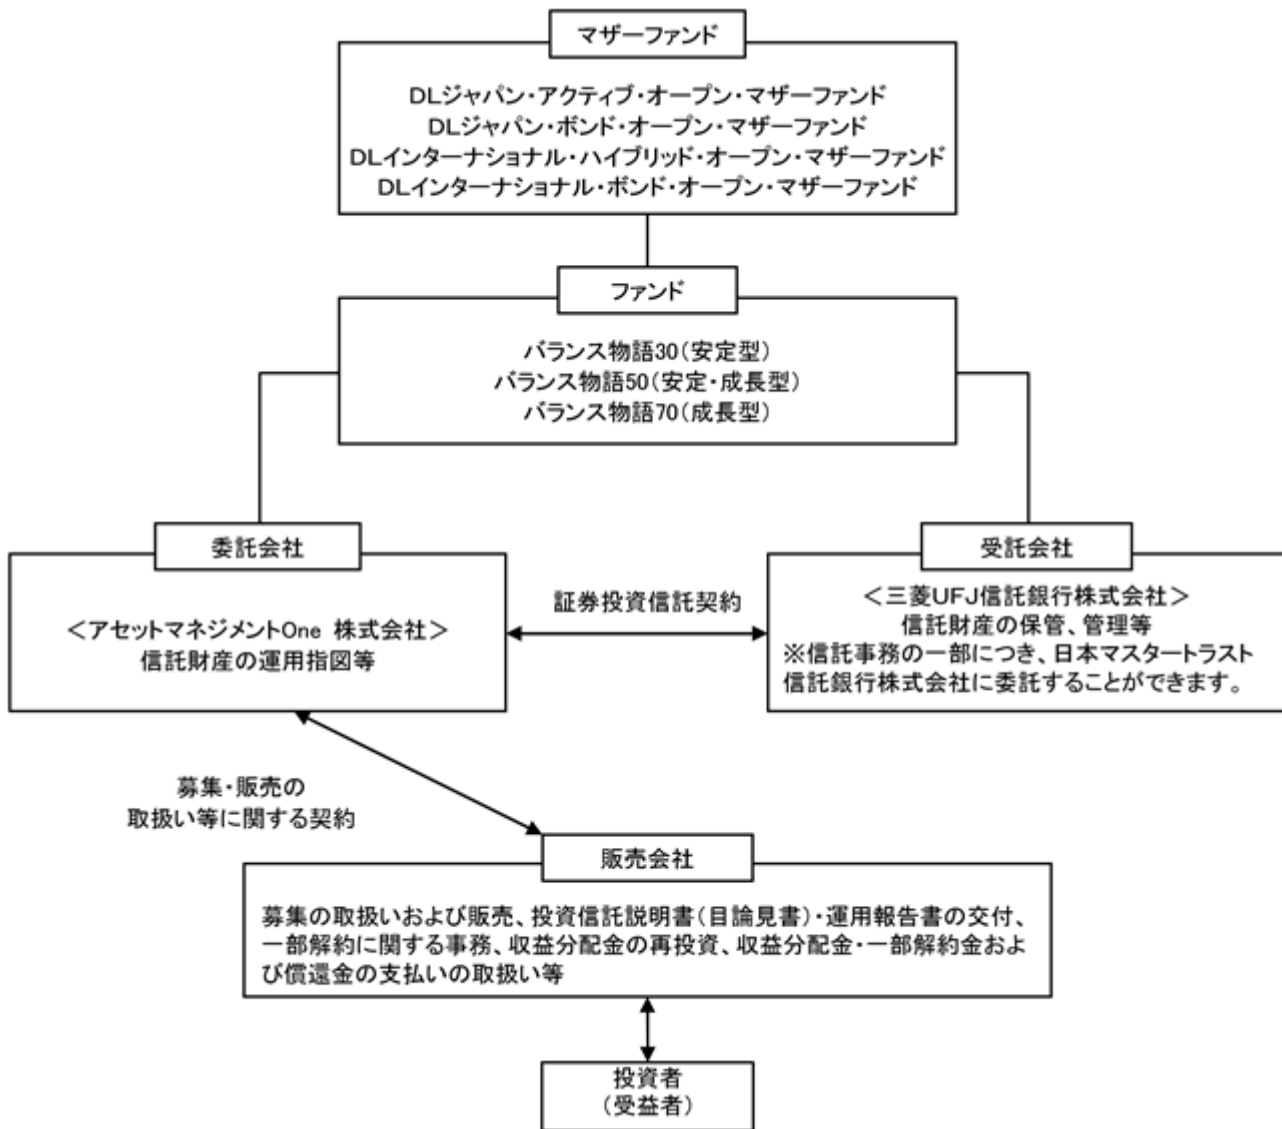 マザーファンド
DLジャパン・アクティブ・オープン・マザーファンド
DLジャパン・ボンド・オープン・マザーファンド
DLインターナショナル・ハイブリッド・オープン・マザーファンド
DLインターナショナル・ボンド・オープン・マザーファンド
ファンド
バランス物語30(安定型)
バランス物語50(安定・成長型)
バランス物語70(成長型)
委託会社
<アセットマネジメントOne 株式会社>
信託財産の運用指図等
証券投資信託契約
受託会社
<三菱UFJ信託銀行株式会社>
信託財産の保管、管理等
※信託事務の一部につき、日本マスタートラスト
信託銀行株式会社に委託することができます。
募集・販売の
取扱い等に関する契約
販売会社
募集の取扱いおよび販売、投資信託説明書(目論見書)・運用報告書の交付、
一部解約に関する事務、収益分配金の再投資、収益分配金・一部解約金およ
び償還金の支払いの取扱い等
投資者
(受益者)